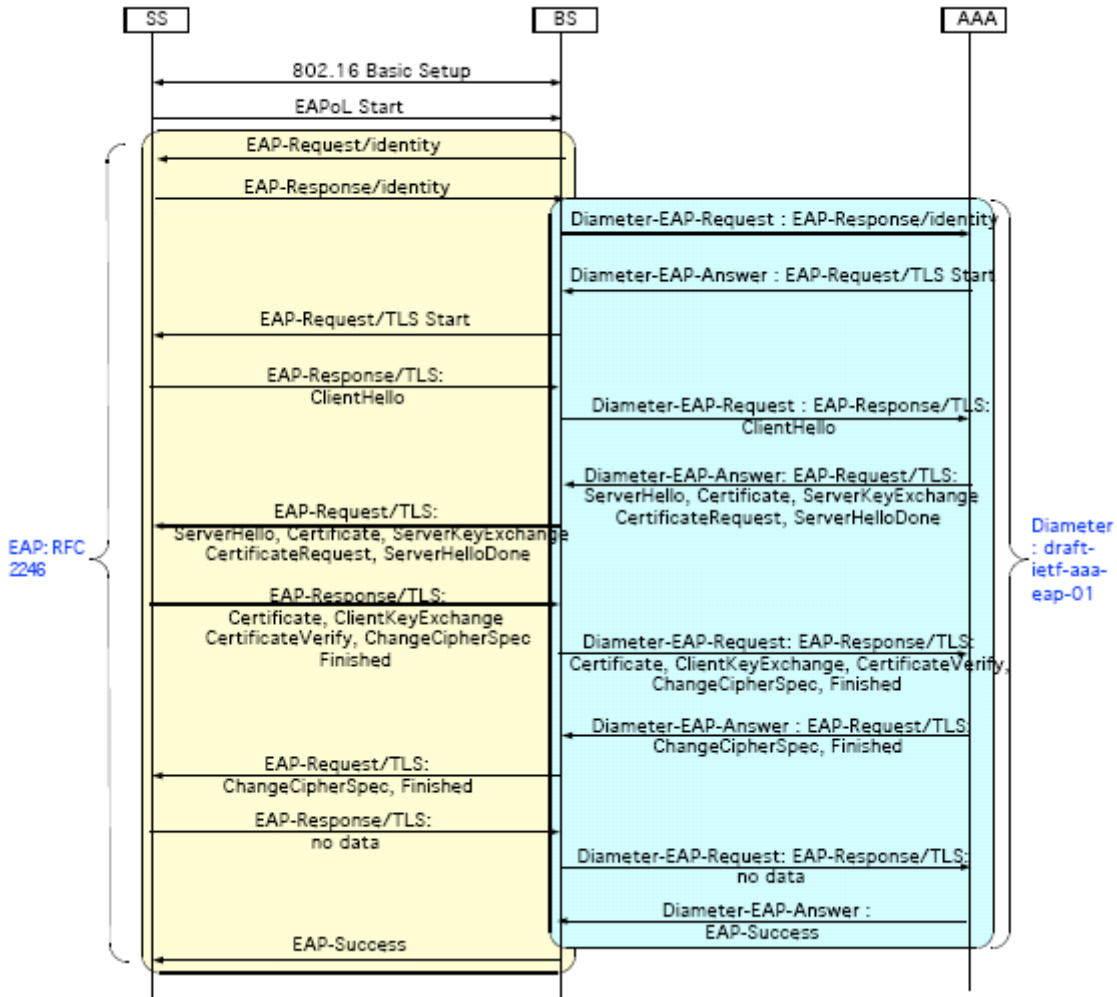 SS
BS
AAA
802.16 Basic Setup
EAPoL Start
EAP-Request/identity
EAP-Response/identity
Diameter-EAP-Request : EAP-Response/identity
Diameter-EAP-Answer : EAP-Request/TLS Start
EAP-Request/TLS Start
EAP-Response/TLS:
ClientHello
Diameter-EAP-Request : EAP-Response/TLS:
ClientHello
Diameter-EAP-Answer: EAP-Request/TLS:
ServerHello, Certificate, ServerKeyExchange
CertificateRequest, ServerHelloDone
EAP-Request/TLS:
ServerHello, Certificate, ServerKeyExchange
CertificateRequest, ServerHelloDone
EAP: RFC
2246
Diameter
: draft-
ietf-aaa-
eap-01
EAP-Response/TLS:
Certificate, ClientKeyExchange
CertificateVerify, ChangeCipherSpec
Finished
Diameter-EAP-Request: EAP-Response/TLS:
Certificate, ClientKeyExchange, CertificateVerify,
ChangeCipherSpec, Finished
Diameter-EAP-Answer : EAP-Request/TLS:
ChangeCipherSpec, Finished
EAP-Request/TLS:
ChangeCipherSpec, Finished
EAP-Response/TLS:
no data
Diameter-EAP-Request: EAP-Response/TLS:
no data
Diameter-EAP-Answer :
EAP-Success
EAP-Success